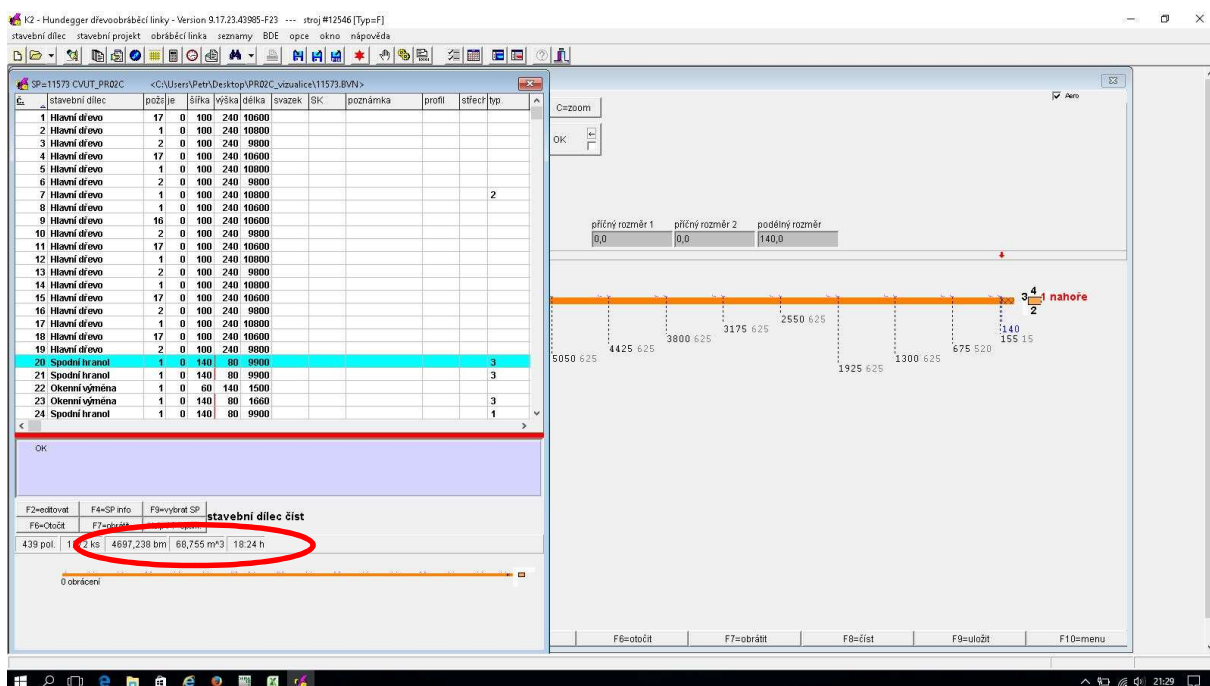 K2 - Hundegger dřevoobráběcí linky - Version 9.17.23.43985-F23 --- stroj #12546 [Typ=F]
stavební dílec stavební projekt obráběcí linka seznamy BDE opce okno nápověda
SP=11573 CVUT_PR02C <C:\Users\Petr\Desktop\PR02C_vizualice\11573.BVN>
č. stavební dílec poža je šířka výška délka svazek SK poznámka profil střech typ
1 Hlavní dřevo 17 0 100 240 10600
2 Hlavní dřevo 1 0 100 240 10800
3 Hlavní dřevo 2 0 100 240 9800
4 Hlavní dřevo 17 0 100 240 10600
5 Hlavní dřevo 1 0 100 240 10800
6 Hlavní dřevo 2 0 100 240 9800
7 Hlavní dřevo 1 0 100 240 10800 2
8 Hlavní dřevo 1 0 100 240 10600
9 Hlavní dřevo 16 0 100 240 10600
10 Hlavní dřevo 2 0 100 240 9800
11 Hlavní dřevo 17 0 100 240 10600
12 Hlavní dřevo 1 0 100 240 10800
13 Hlavní dřevo 2 0 100 240 9800
14 Hlavní dřevo 1 0 100 240 10800
15 Hlavní dřevo 17 0 100 240 10600
16 Hlavní dřevo 2 0 100 240 9800
17 Hlavní dřevo 1 0 100 240 10800
18 Hlavní dřevo 17 0 100 240 10600
19 Hlavní dřevo 2 0 100 240 9800
20 Spodní hranol 1 0 140 80 9900 3
21 Spodní hranol 1 0 140 80 9900 3
22 Okenní výměna 1 0 60 140 1500
23 Okenní výměna 1 0 140 80 1660 3
24 Spodní hranol 1 0 140 80 9900 1
OK
F2=editovat F4=SP info F9=vybrat SP
F6=Otočit F7=obrátit
stavební dílec číst
439 pol. ks 4697,238 bm 68,755 m^3 18:24 h
0 obrácení
Aero
C=zoom
OK
příčný rozměr 1 příčný rozměr 2 podélný rozměr
0,0 0,0 140,0
3 4 1 nahoře
2
5050 625
4425 625
3800 625
3175 625
2550 625
1925 625
1300 625
675 520
140
155 15
F6=otočit F7=obrátit F8=číst F9=uložit F10=menu
21:29